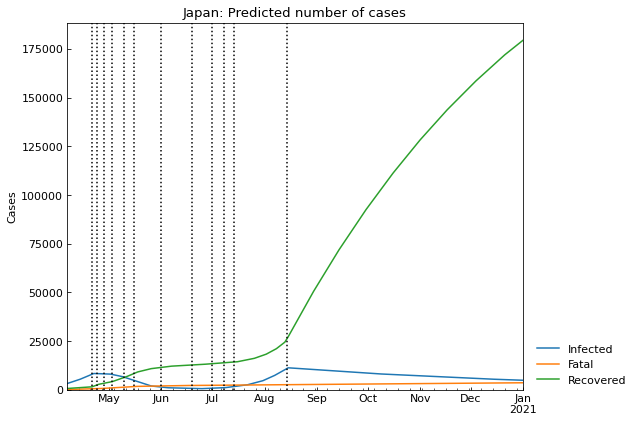 Japan: Predicted number of cases
175000
150000
125000
100000
75000
50000
25000
0
Cases
May Jun Jul Aug Sep Oct Nov Dec Jan
2021
Infected
Fatal
Recovered